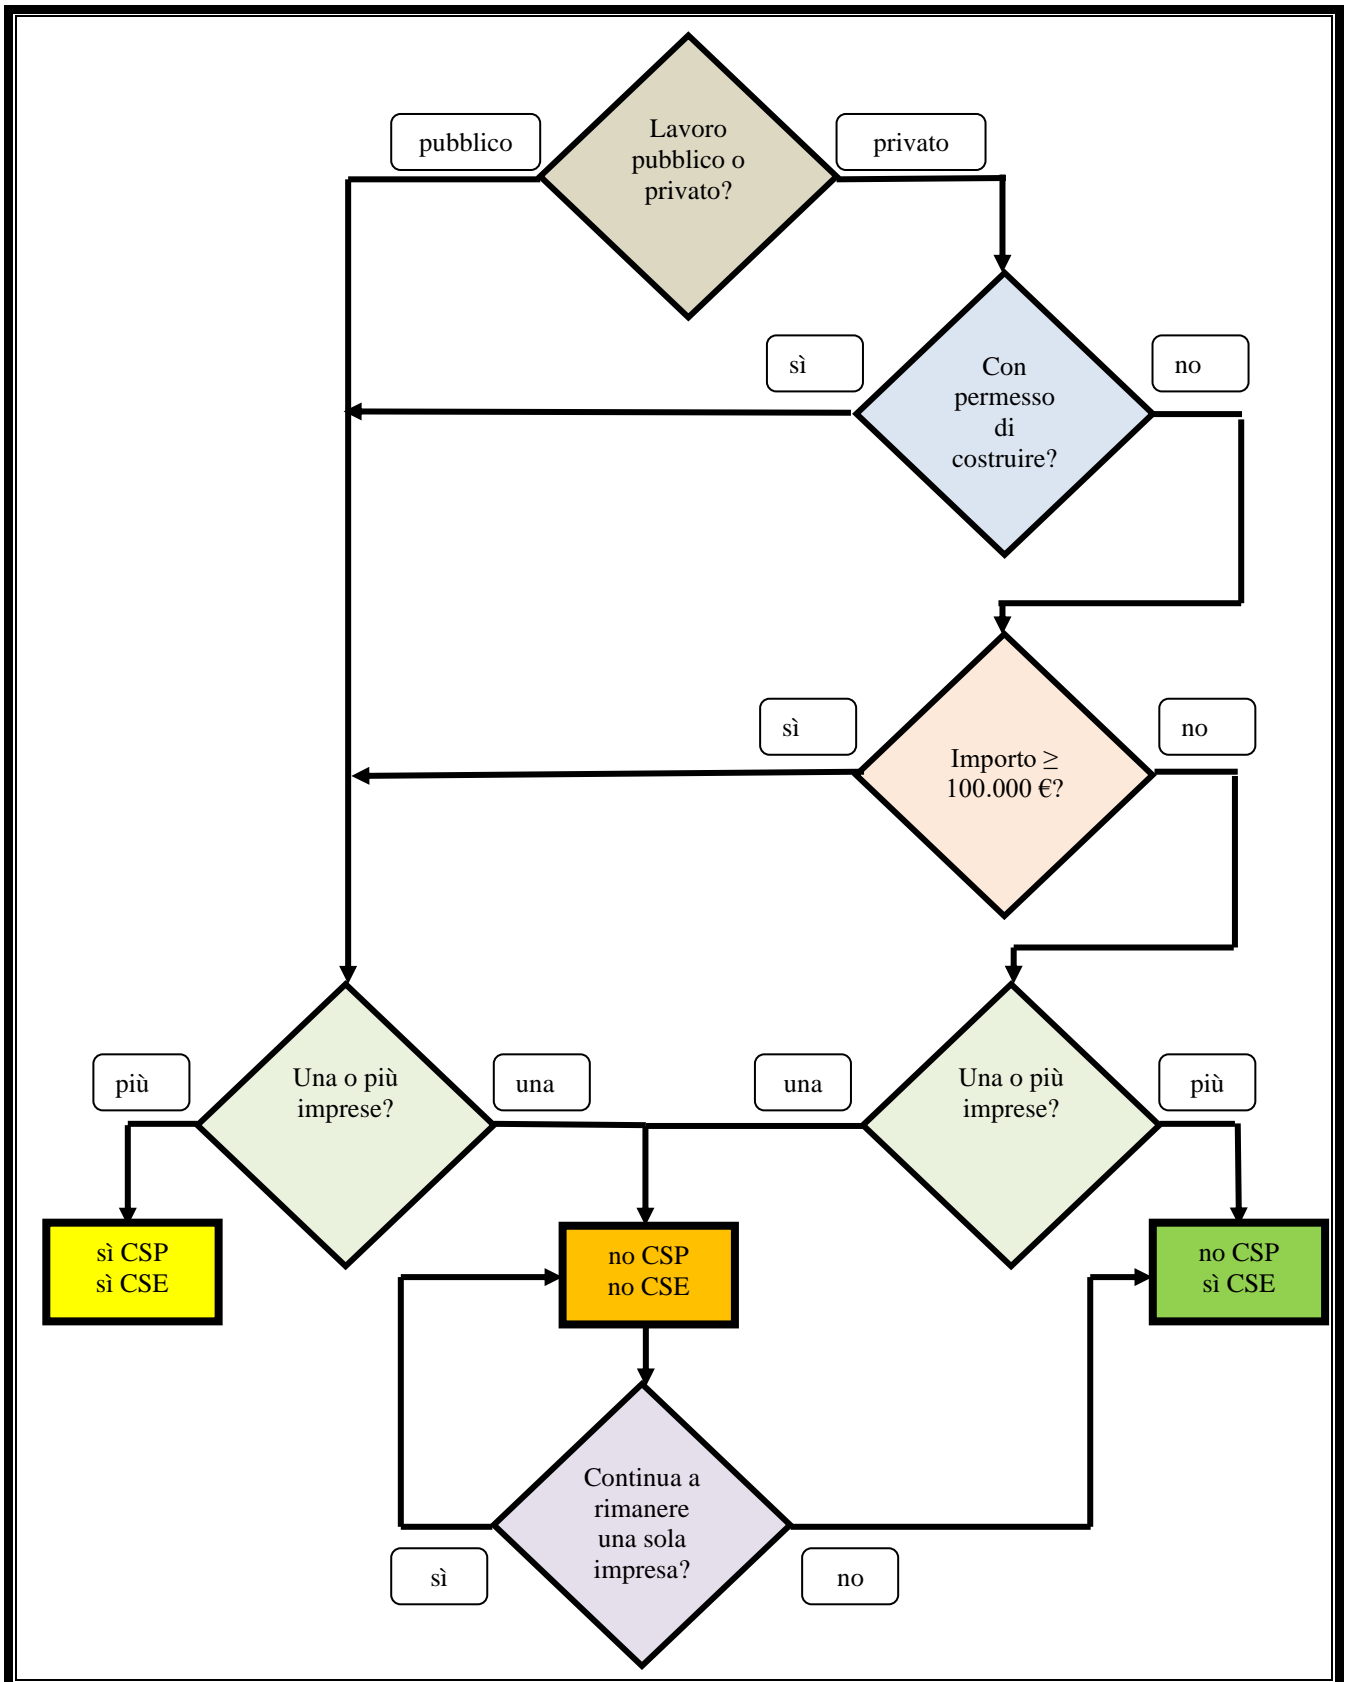 Lavoro
pubblico o
privato?
pubblico
privato
Con
permesso
di
costruire?
sì
no
Importo ≥
100.000 €?
sì
no
Una o più
imprese?
più
una
Una o più
imprese?
una
più
sì CSP
sì CSE
no CSP
no CSE
no CSP
sì CSE
Continua a
rimanere
una sola
impresa?
sì
no